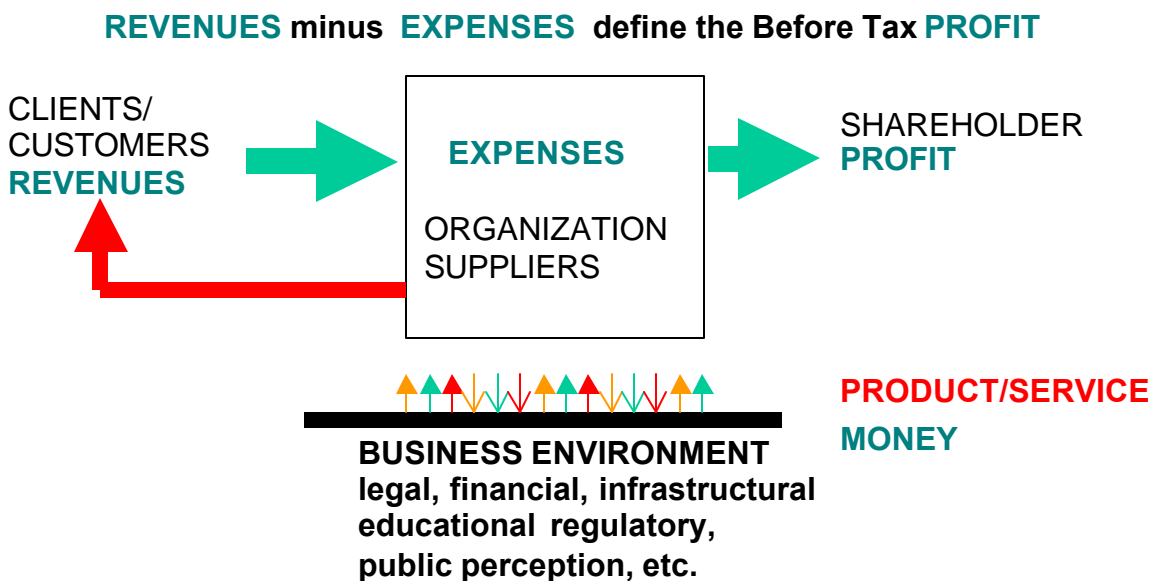 REVENUES minus EXPENSES define the Before Tax PROFIT
CLIENTS/
CUSTOMERS
REVENUES
EXPENSES
ORGANIZATION
SUPPLIERS
SHAREHOLDER
PROFIT
PRODUCT/SERVICE
MONEY
BUSINESS ENVIRONMENT
legal, financial, infrastructural
educational regulatory,
public perception, etc.